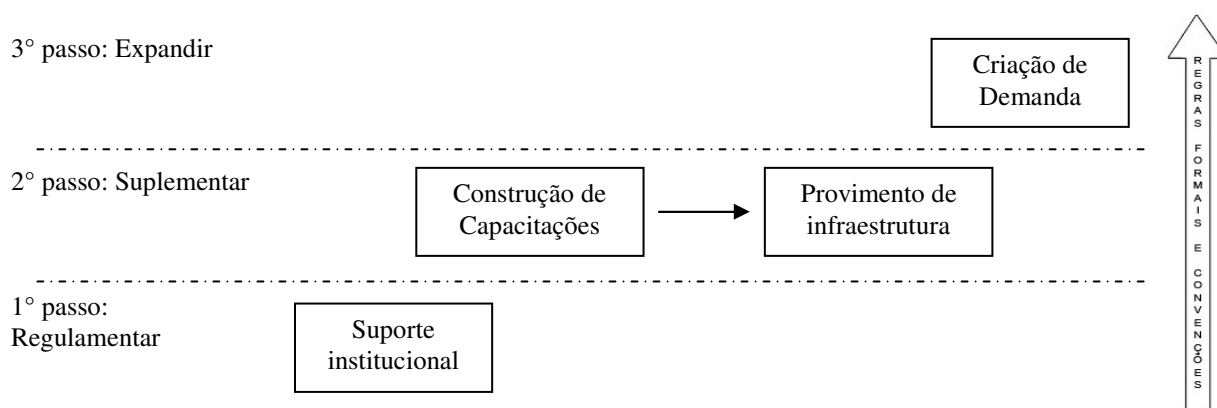 3° passo: Expandir
Criação de
Demanda
2° passo: Suplementar
Construção de
Capacitações
Provimento de
infraestrutura
1° passo:
Regulamentar
Suporte
institucional
REGRAS FORMAIS E CONVENÇÕES